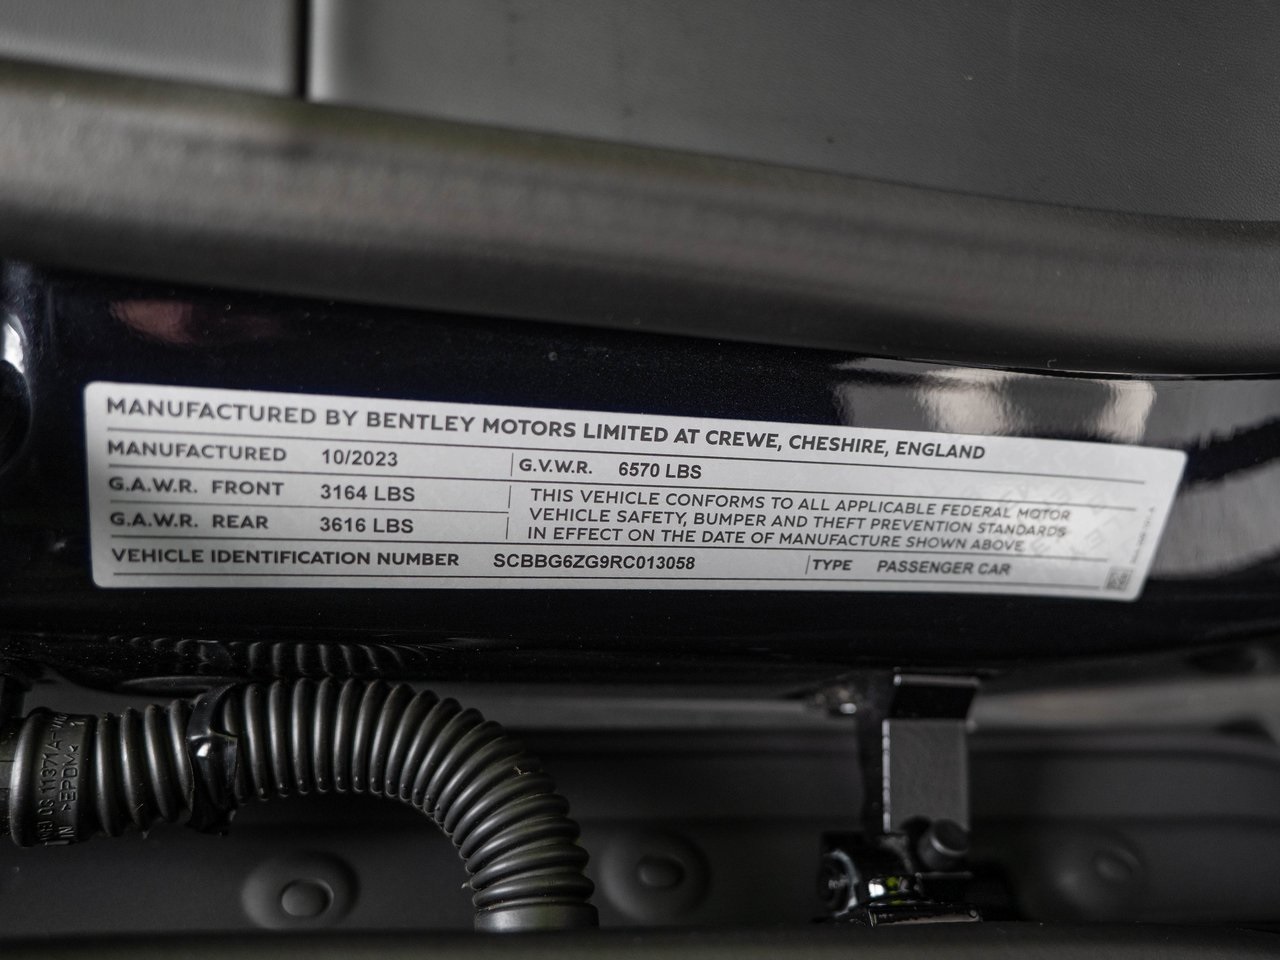 MANUFACTURED BY BENTLEY MOTORS LIMITED AT CREWE, CHESHIRE, ENGLAND
MANUFACTURED 10/2023 G.V.W.R. 6570 LBS
G.A.W.R. FRONT 3164 LBS
G.A.W.R. REAR 3616 LBS
THIS VEHICLE CONFORMS TO ALL APPLICABLE FEDERAL MOTOR
VEHICLE SAFETY, BUMPER AND THEFT PREVENTION STANDARDS
IN EFFECT ON THE DATE OF MANUFACTURE SHOWN ABOVE
VEHICLE IDENTIFICATION NUMBER SCBBG6ZG9RC013058 TYPE PASSENGER CAR
>EPDM<